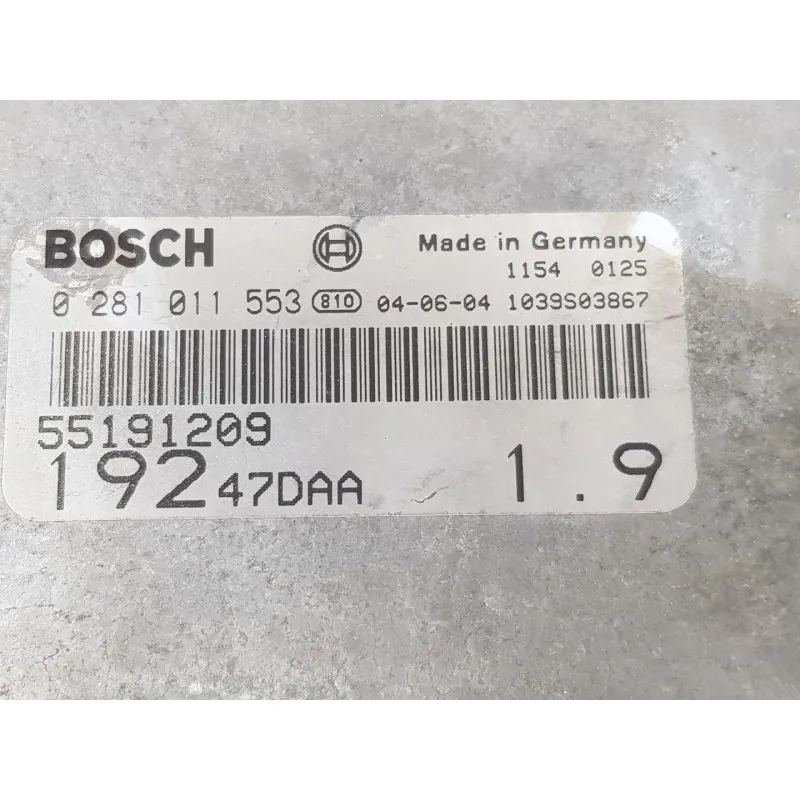 BOSCH Made in Germany
1154 0125
0 281 011 553 810 04-06-04 1039S03867
55191209
192 47DAA 1.9